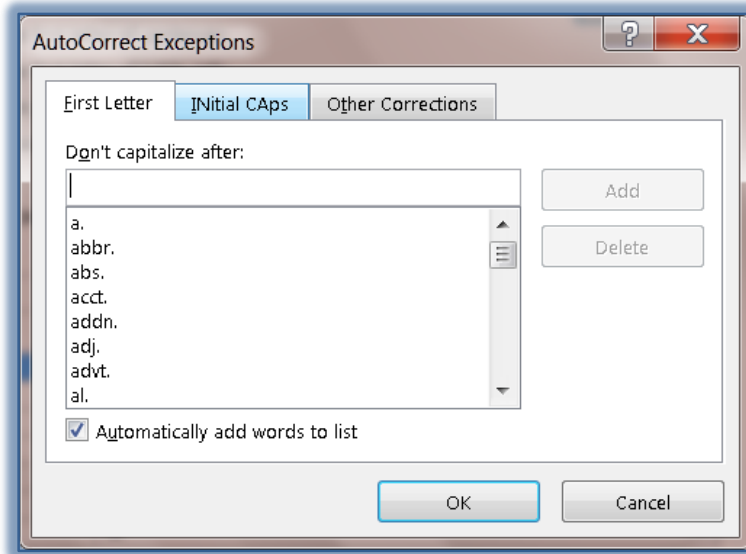 AutoCorrect Exceptions
First Letter INitial CAps Other Corrections
Don't capitalize after:
Add
a.
abbr.
abs.
acct.
addn.
adj.
advt.
al.
Delete
Automatically add words to list
OK Cancel